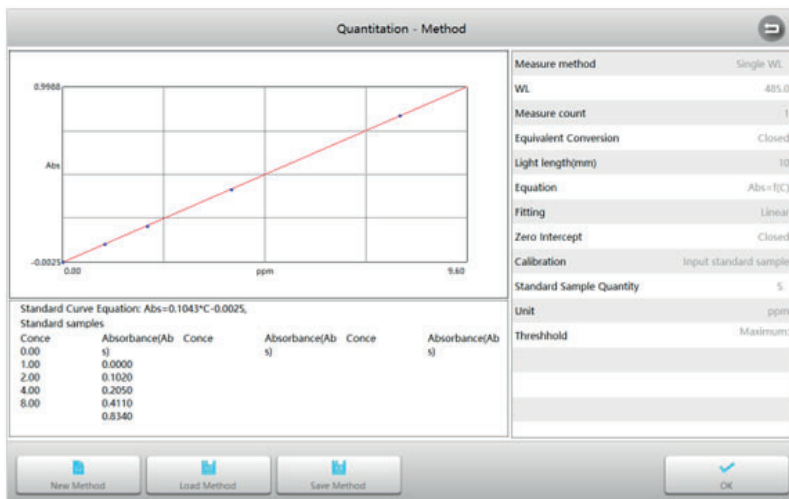 Quantitation - Method
0.9988
Abs
-0.0025
0.00
ppm
9.60
Standard Curve Equation: Abs=0.1043*C-0.0025,
Standard samples
Conce Absorbance(Ab Conce Absorbance(Ab Conce Absorbance(Ab
0.00 s) s) s)
1.00 0.0000
2.00 0.1020
4.00 0.2050
8.00 0.4110
0.8340
Measure method Single WL
WL 485.0
Measure count 1
Equivalent Conversion Closed
Light length(mm) 10
Equation Abs=f(C)
Fitting Linear
Zero Intercept Closed
Calibration Input standard sample
Standard Sample Quantity 5
Unit ppm
Threshhold Maximum:
New Method
Load Method
Save Method
OK